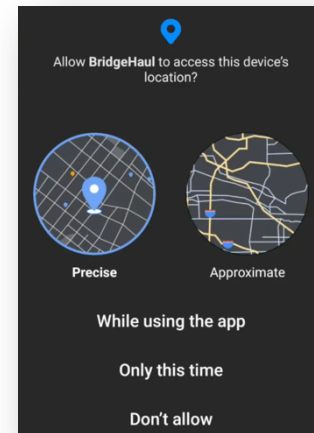 Allow BridgeHaul to access this device's
location?
Precise
Approximate
While using the app
Only this time
Don't allow